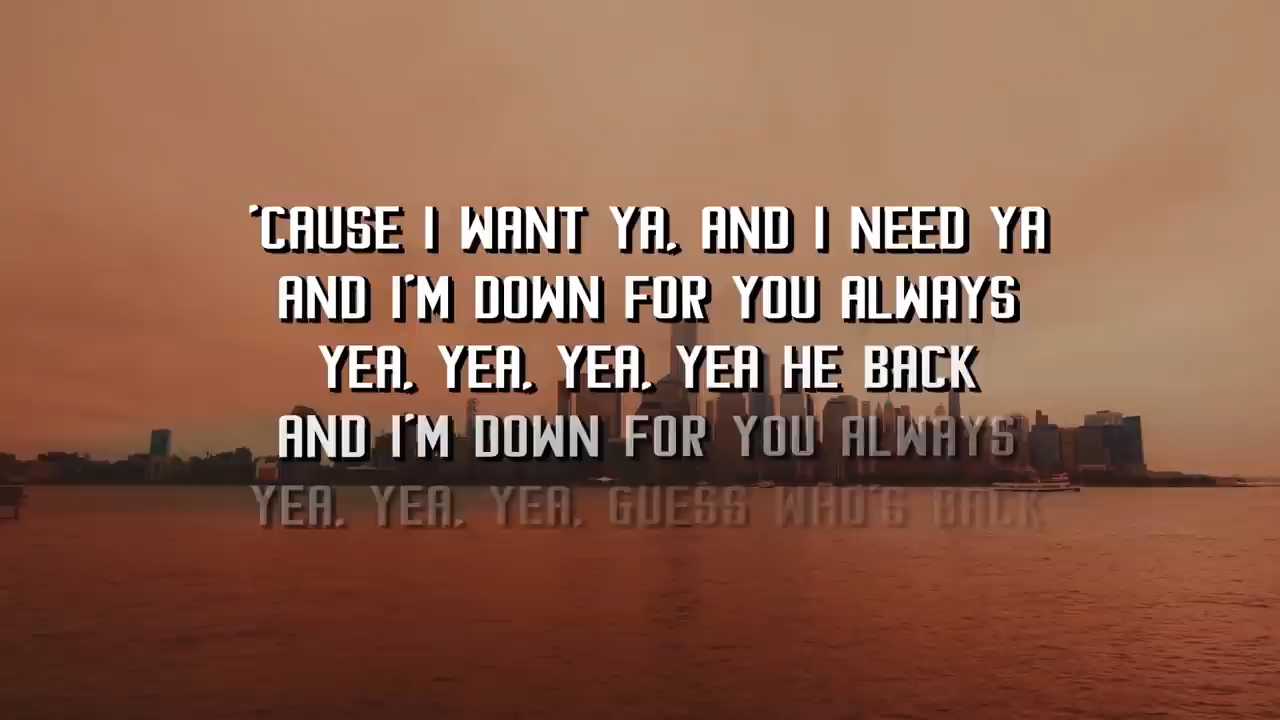 'CAUSE I WANT YA, AND I NEED YA
AND I'M DOWN FOR YOU ALWAYS
YEA, YEA, YEA, YEA HE BACK
AND I'M DOWN FOR YOU ALWAYS
YEA, YEA, YEA, GUESS WHO'S BACK